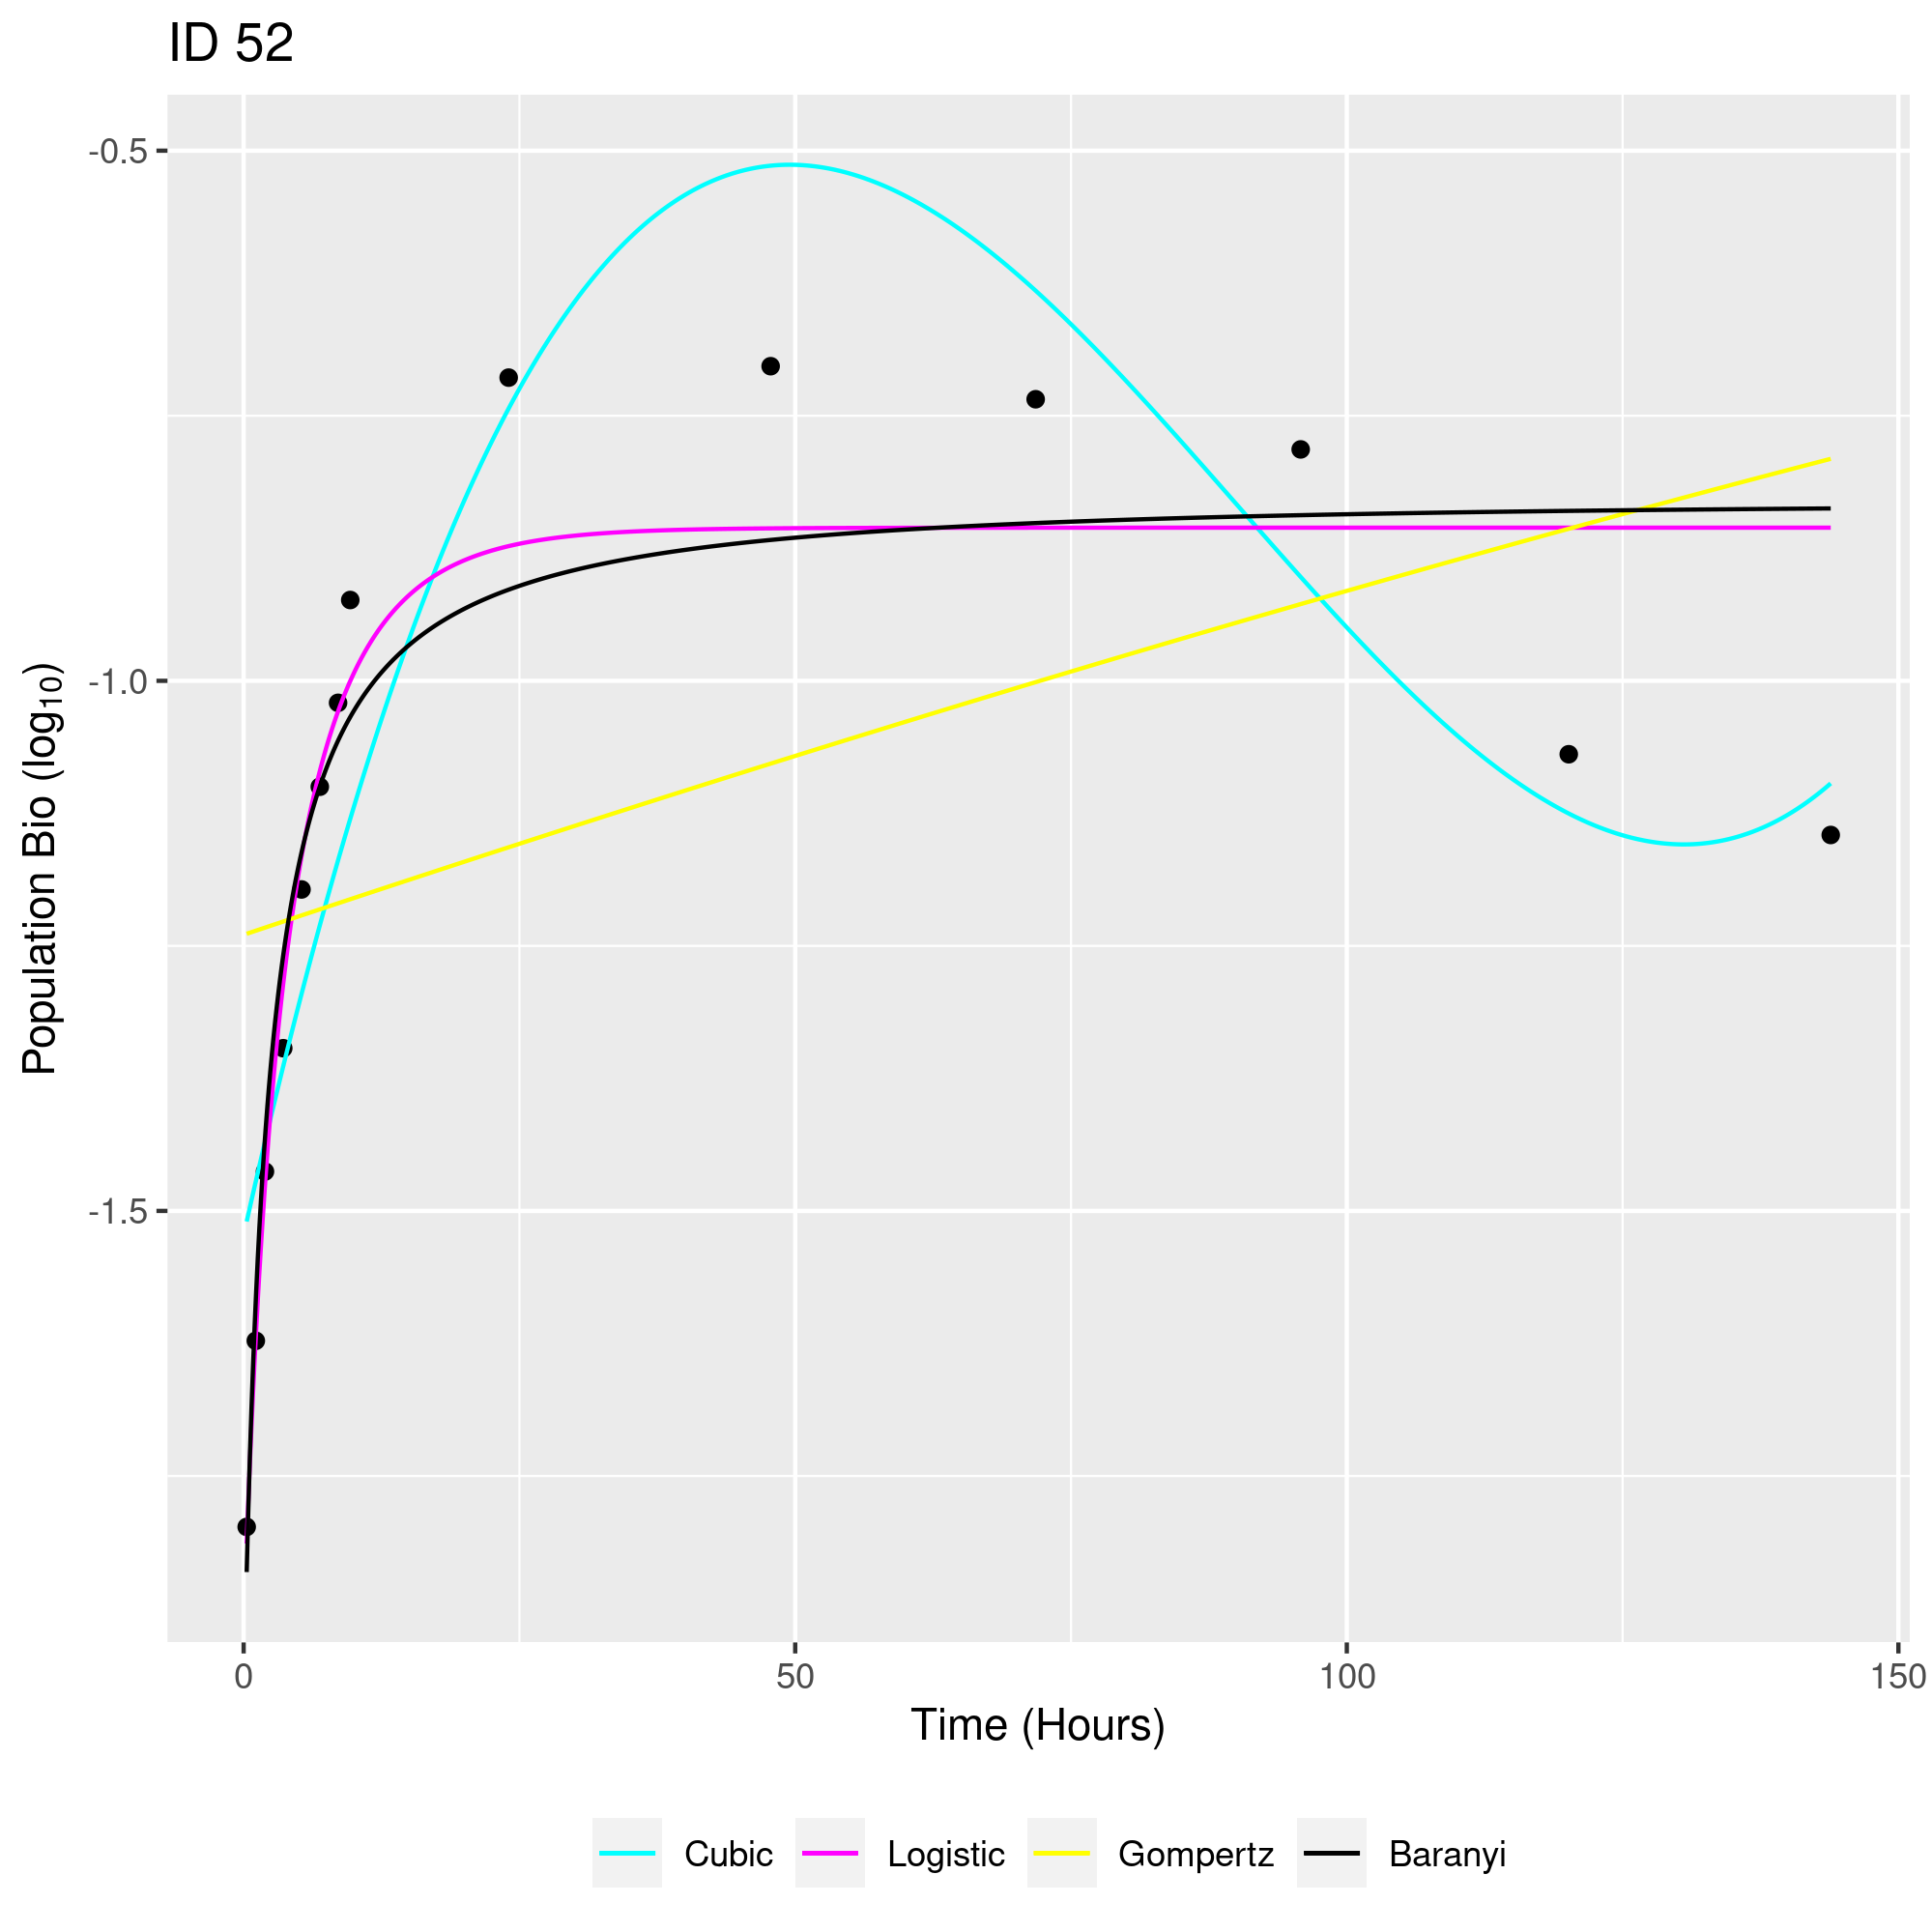 ID 52
Population Bio (log₁₀)
-0.5
-1.0
-1.5
0 50 100 150
Time (Hours)
Cubic Logistic Gompertz Baranyi